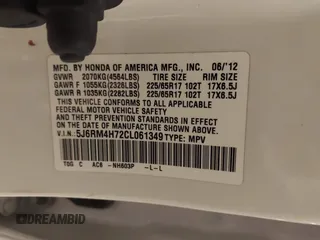 MFD. BY HONDA OF AMERICA MFG., INC. 06/'12
GVWR 2070KG(4564LBS) TIRE SIZE RIM SIZE
GAWR F 1055KG(2326LBS) 225/65R17 102T 17X6.5J
GAWR R 1035KG(2282LBS) 225/65R17 102T 17X6.5J
THIS VEHICLE CONFORMS TO ALL APPLICABLE FEDERAL MOTOR VEHICLE SAFETY, BUMPER, AND THEFT PREVENTION STANDARDS IN EFFECT ON THE DATE OF MANUFACTURE SHOWN ABOVE.
V.I.N: 5J6RM4H72CL061349 TYPE: MPV
T0G C AC8 -NH603P -L-L
DREAMBID